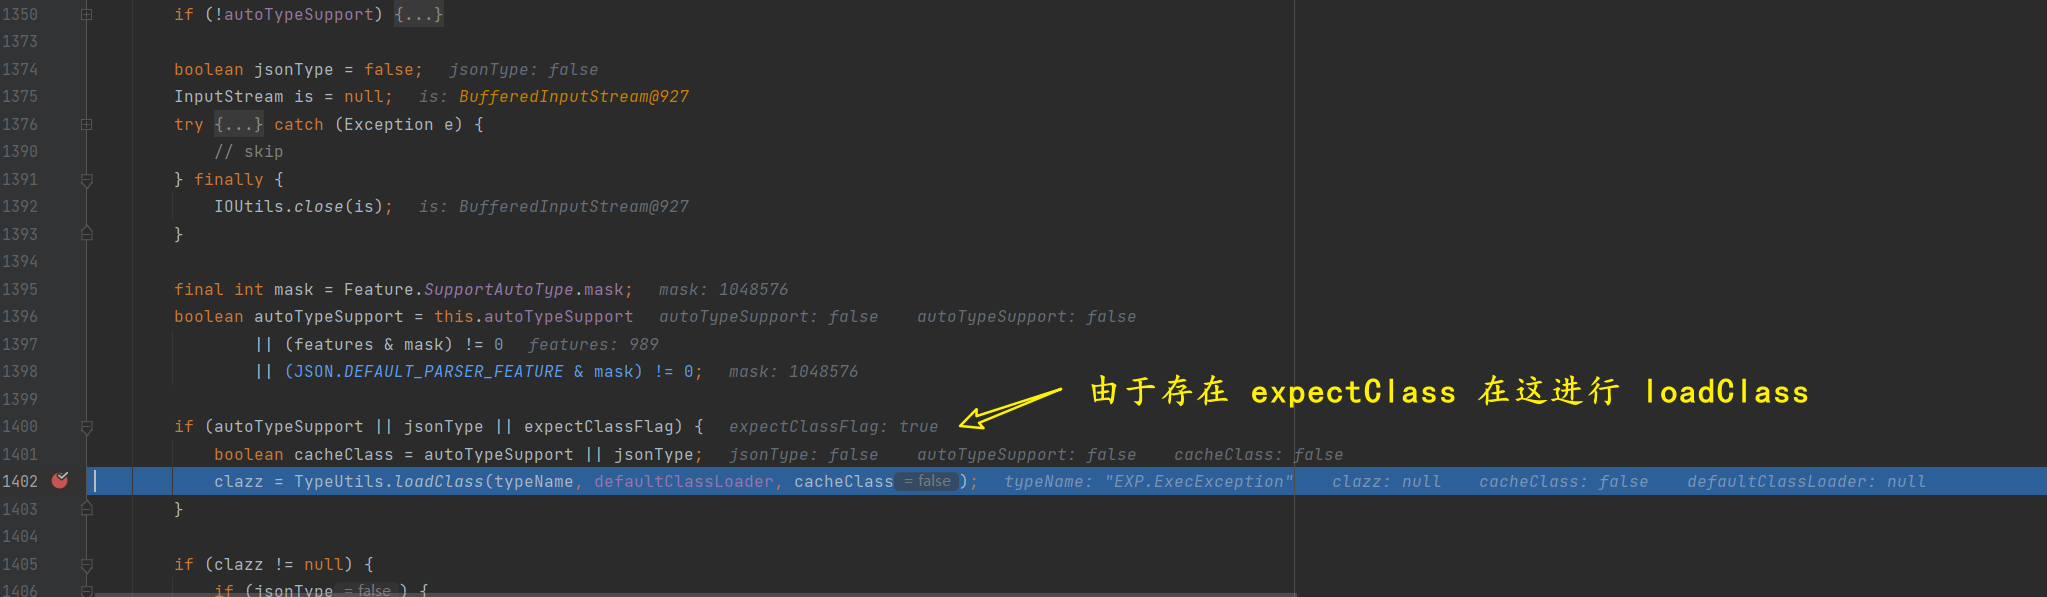 1350 if (!autoTypeSupport) {...}
1373
1374 boolean jsonType = false; jsonType: false
1375 InputStream is = null; is: BufferedInputStream@927
1376 try {...} catch (Exception e) {
1390 // skip
1391 } finally {
1392 IOUtils.close(is); is: BufferedInputStream@927
1393 }
1394
1395 final int mask = Feature.SupportAutoType.mask; mask: 1048576
1396 boolean autoTypeSupport = this.autoTypeSupport autoTypeSupport: false autoTypeSupport: false
1397 || (features & mask) != 0 features: 989
1398 || (JSON.DEFAULT_PARSER_FEATURE & mask) != 0; mask: 1048576
由于存在 expectClass 在这进行 loadClass
1399
1400 if (autoTypeSupport || jsonType || expectClassFlag) { expectClassFlag: true
1401 boolean cacheClass = autoTypeSupport || jsonType; jsonType: false autoTypeSupport: false cacheClass: false
1402 clazz = TypeUtils.loadClass(typeName, defaultClassLoader, cacheClass = false ); typeName: "EXP.ExecException" clazz: null cacheClass: false defaultClassLoader: null
1403 }
1404
1405 if (clazz != null) {
1406 if (jsonType = false ) {